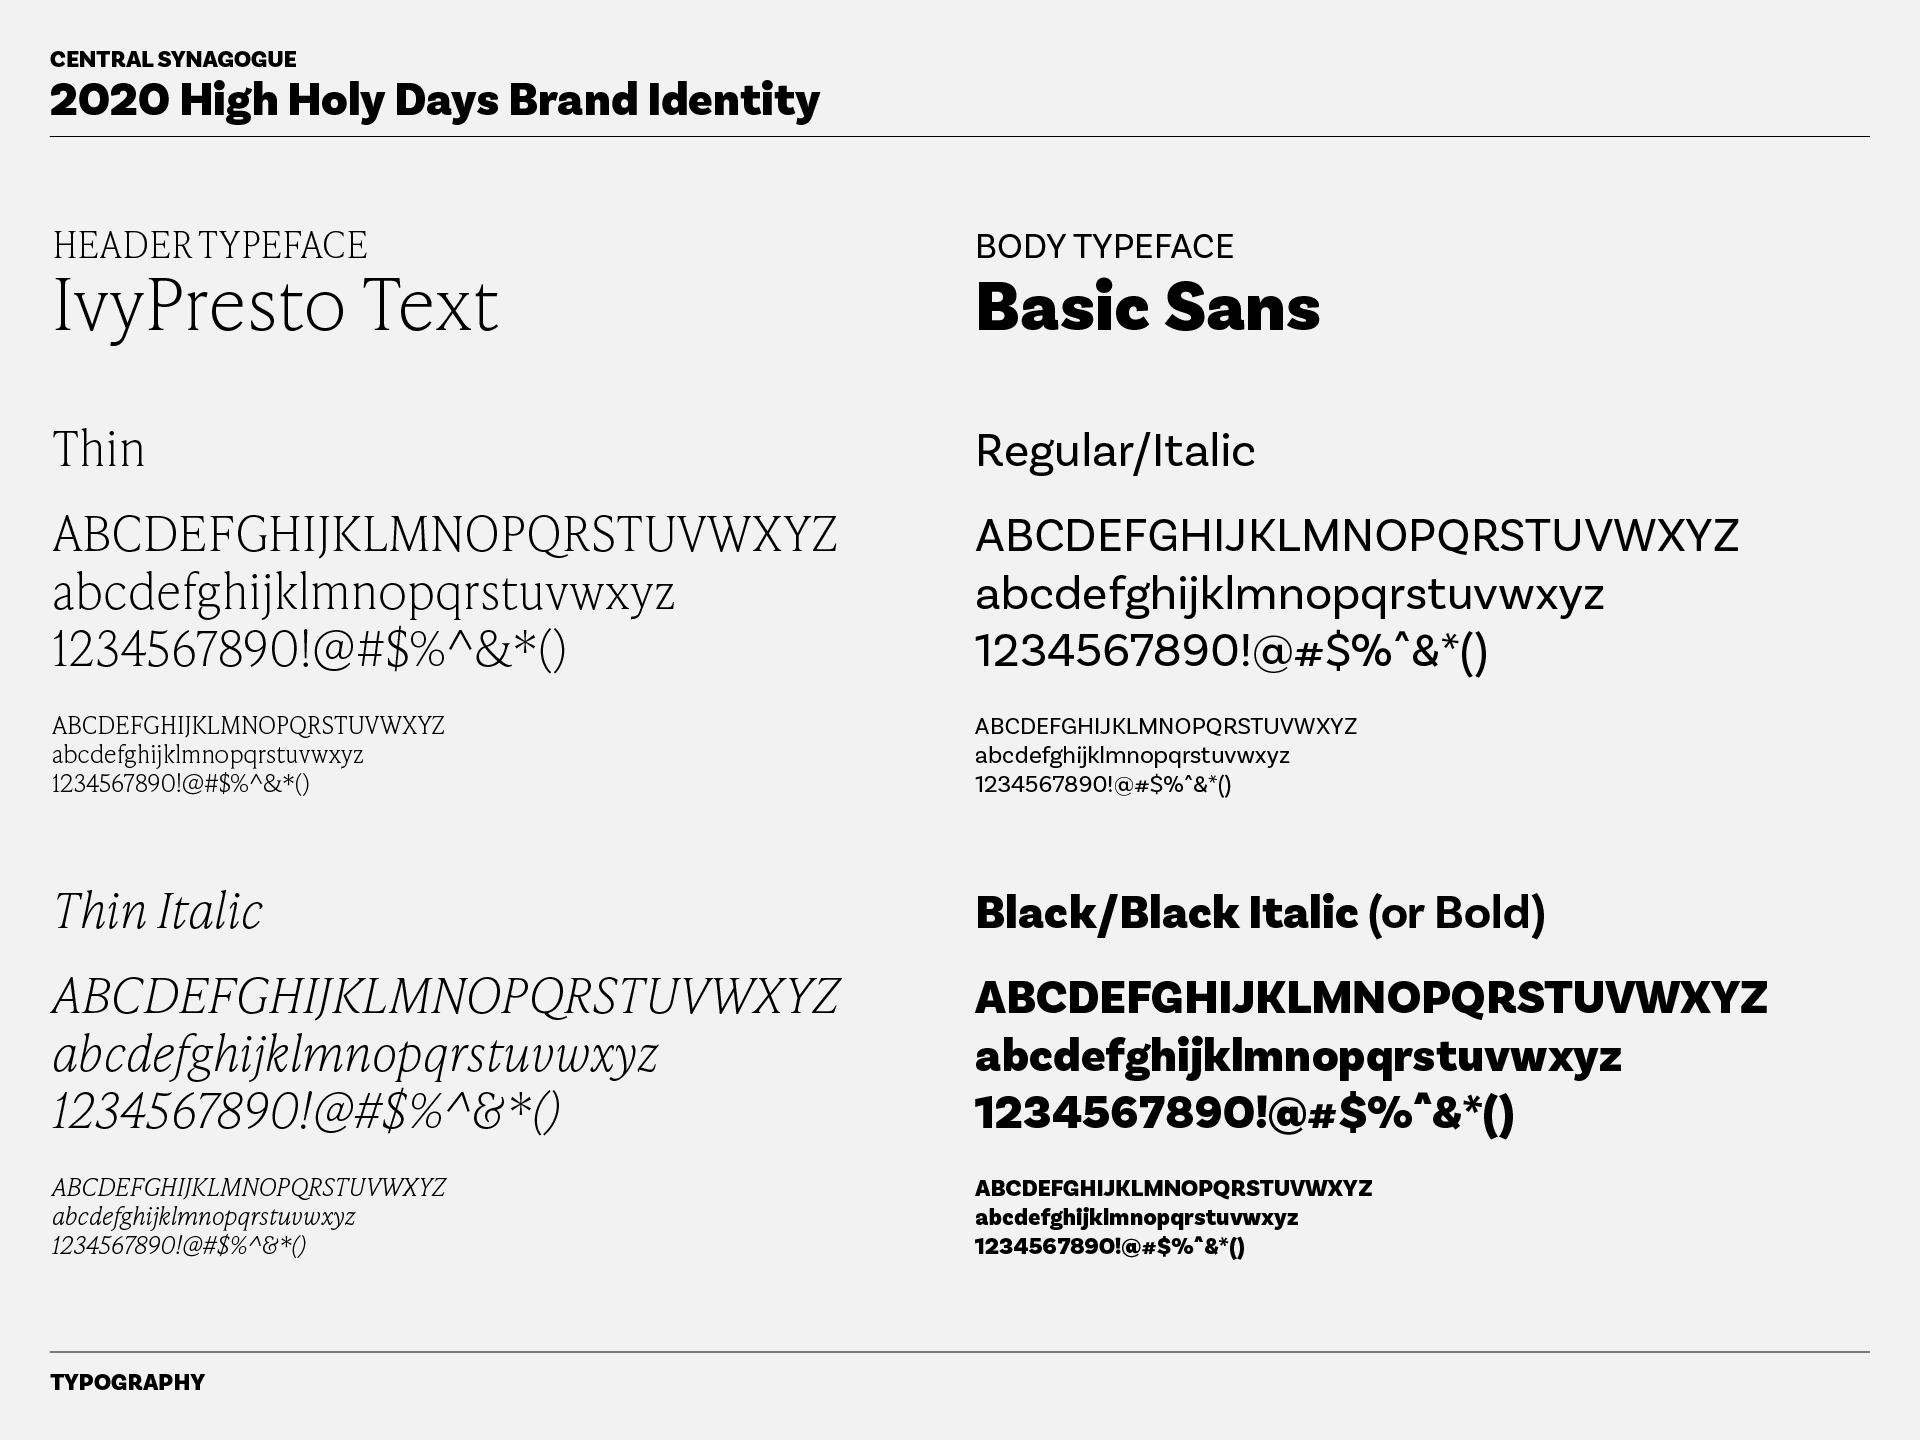 CENTRAL SYNAGOGUE
2020 High Holy Days Brand Identity
HEADER TYPEFACE
IvyPresto Text
Thin
ABCDEFGHIJKLMNOPQRSTUVWXYZ
abcdefghijklmnopqrstuvwxyz
1234567890!@#$%^&*()
ABCDEFGHIJKLMNOPQRSTUVWXYZ
abcdefghijklmnopqrstuvwxyz
1234567890!@#$%^&*()
Thin Italic
ABCDEFGHIJKLMNOPQRSTUVWXYZ
abcdefghijklmnopqrstuvwxyz
1234567890!@#$%^&*()
ABCDEFGHIJKLMNOPQRSTUVWXYZ
abcdefghijklmnopqrstuvwxyz
1234567890!@#$%^&*()
BODY TYPEFACE
Basic Sans
Regular/Italic
ABCDEFGHIJKLMNOPQRSTUVWXYZ
abcdefghijklmnopqrstuvwxyz
1234567890!@#$%^&*()
ABCDEFGHIJKLMNOPQRSTUVWXYZ
abcdefghijklmnopqrstuvwxyz
1234567890!@#$%^&*()
Black/Black Italic (or Bold)
ABCDEFGHIJKLMNOPQRSTUVWXYZ
abcdefghijklmnopqrstuvwxyz
1234567890!@#$%^&*()
ABCDEFGHIJKLMNOPQRSTUVWXYZ
abcdefghijklmnopqrstuvwxyz
1234567890!@#$%^&*()
TYPOGRAPHY